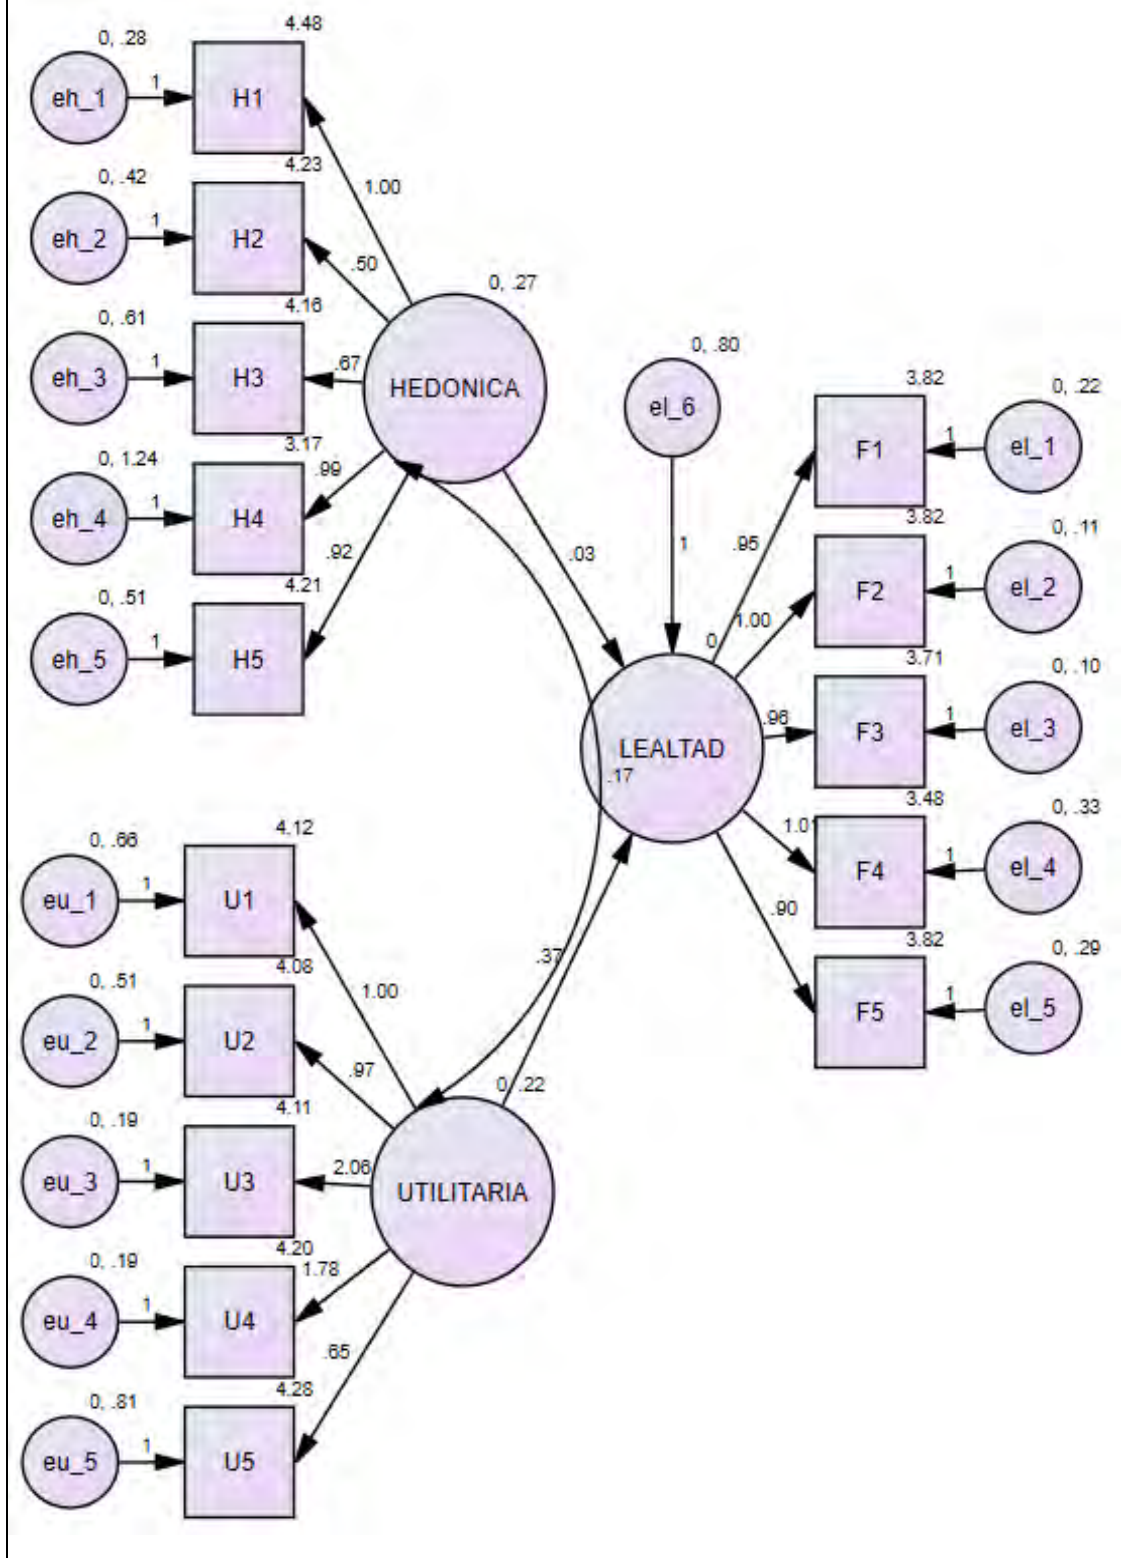 4.48
0, .28
eh_1
1
H1
1.00
4.23
0, .42
eh_2
1
H2
.50
4.16
0, .61
eh_3
1
H3
.67
3.17
0, 1.24
eh_4
1
H4
.99
4.21
0, .51
eh_5
1
H5
.92
0, .27
HEDONICA
.03
0, .80
el_6
1
0
LEALTAD
.17
.37
3.82
0, .22
F1
1
el_1
.95
3.82
0, .11
F2
1
el_2
1.00
3.71
0, .10
F3
1
el_3
.96
3.48
0, .33
F4
1
el_4
1.01
3.82
0, .29
F5
1
el_5
.90
4.12
0, .66
eu_1
1
U1
1.00
4.08
0, .51
eu_2
1
U2
.97
4.11
0, .19
eu_3
1
U3
2.06
4.20
0, .19
eu_4
1
U4
1.78
4.28
0, .81
eu_5
1
U5
.65
0, .22
UTILITARIA